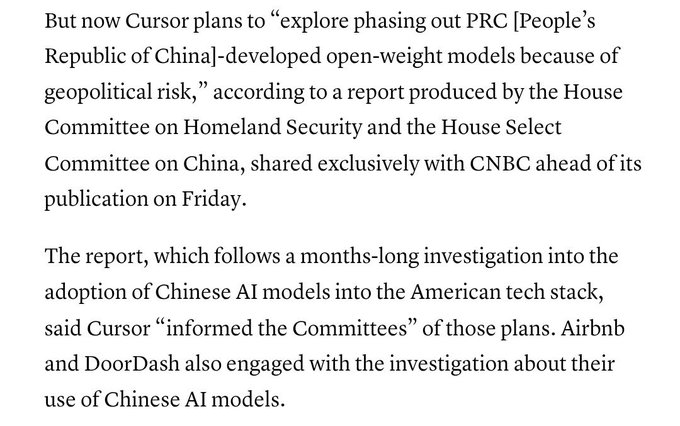 But now Cursor plans to “explore phasing out PRC [People’s
Republic of China]-developed open-weight models because of
geopolitical risk,” according to a report produced by the House
Committee on Homeland Security and the House Select
Committee on China, shared exclusively with CNBC ahead of its
publication on Friday.
The report, which follows a months-long investigation into the
adoption of Chinese AI models into the American tech stack,
said Cursor “informed the Committees” of those plans. Airbnb
and DoorDash also engaged with the investigation about their
use of Chinese AI models.